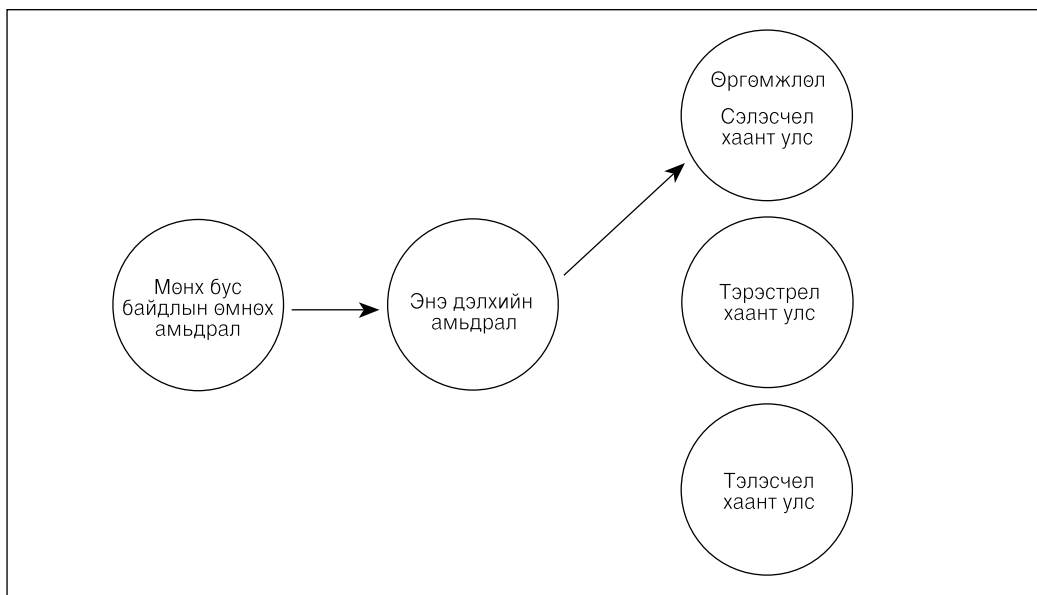 Мөнх бус
байдлын өмнөх
амьдрал
Энэ дэлхийн
амьдрал
Өргөмжлөл
Сэлэсчел
хаант улс
Тэрэстрел
хаант улс
Тэлэсчел
хаант улс